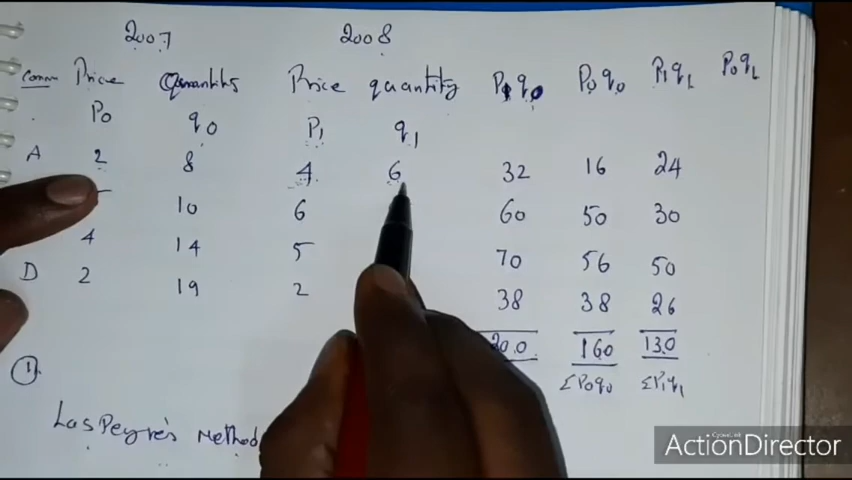 2007 2008
Comm Price Quantity Price quantity P1q0 P0q0 P1q1 P0q1
P0 q0 P1 q1
A 2 8 4 6 32 16 24
10 6 60 50 30
4 14 5 70 56 50
D 2 19 2 38 38 26
200 160 130
ΣP0q0 ΣP1q1
1
LasPeyre's Method
ActionDirector